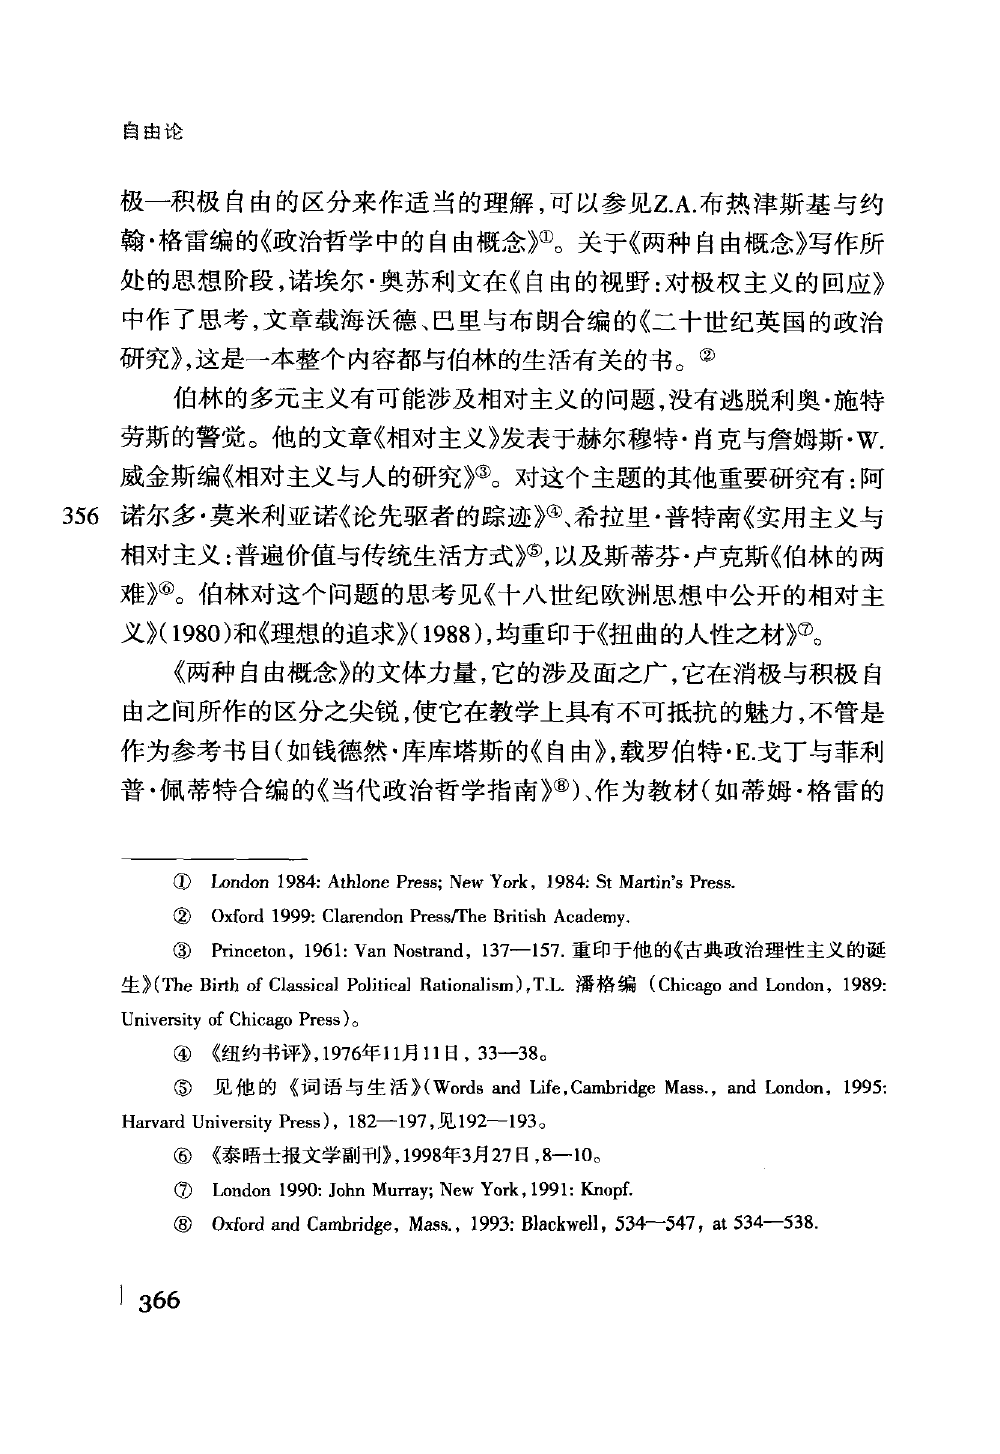 自由论
极—积极自由的区分来作适当的理解,可以参见Z.A.布热津斯基与约
翰·格雷编的《政治哲学中的自由概念》①。关于《两种自由概念》写作所
处的思想阶段,诺埃尔·奥苏利文在《自由的视野:对极权主义的回应》
中作了思考,文章载海沃德、巴里与布朗合编的《二十世纪英国的政治
研究》,这是一本整个内容都与伯林的生活有关的书。②
伯林的多元主义有可能涉及相对主义的问题,没有逃脱利奥·施特
劳斯的警觉。他的文章《相对主义》发表于赫尔穆特·肖克与詹姆斯·W.
威金斯编《相对主义与人的研究》③。对这个主题的其他重要研究有:阿
356 诺尔多·莫米利亚诺《论先驱者的踪迹》④、希拉里·普特南《实用主义与
相对主义:普遍价值与传统生活方式》⑤,以及斯蒂芬·卢克斯《伯林的两
难》⑥。伯林对这个问题的思考见《十八世纪欧洲思想中公开的相对主
义》(1980)和《理想的追求》(1988),均重印于《扭曲的人性之材》⑦。
《两种自由概念》的文体力量,它的涉及面之广,它在消极与积极自
由之间所作的区分之尖锐,使它在教学上具有不可抵抗的魅力,不管是
作为参考书目(如钱德然·库库塔斯的《自由》,载罗伯特·E.戈丁与菲利
普·佩蒂特合编的《当代政治哲学指南》⑧)、作为教材(如蒂姆·格雷的
① London 1984: Athlone Press; New York, 1984: St Martin's Press.
② Oxford 1999: Clarendon Press/The British Academy.
③ Princeton, 1961: Van Nostrand, 137—157. 重印于他的《古典政治理性主义的诞
生》(The Birth of Classical Political Rationalism),T.L. 潘格编 (Chicago and London, 1989:
University of Chicago Press)。
④ 《纽约书评》,1976年11月11日, 33—38。
⑤ 见他的《词语与生活》(Words and Life,Cambridge Mass., and London, 1995:
Harvard University Press), 182—197,见192—193。
⑥ 《泰晤士报文学副刊》,1998年3月27日,8—10。
⑦ London 1990: John Murray; New York,1991: Knopf.
⑧ Oxford and Cambridge, Mass., 1993: Blackwell, 534—547, at 534—538.
366